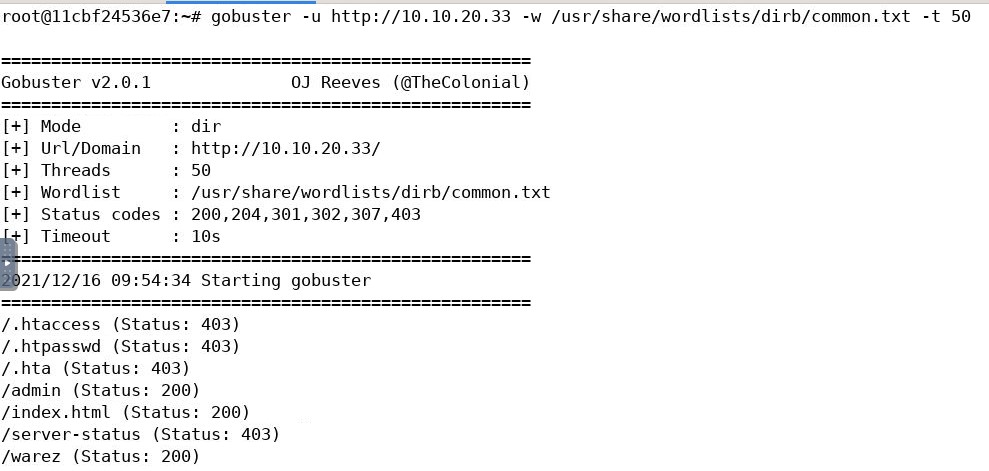 root@11cbf24536e7:~# gobuster -u http://10.10.20.33 -w /usr/share/wordlists/dirb/common.txt -t 50
=====================================================
Gobuster v2.0.1              OJ Reeves (@TheColonial)
=====================================================
[+] Mode         : dir
[+] Url/Domain   : http://10.10.20.33/
[+] Threads      : 50
[+] Wordlist     : /usr/share/wordlists/dirb/common.txt
[+] Status codes : 200,204,301,302,307,403
[+] Timeout      : 10s
=====================================================
2021/12/16 09:54:34 Starting gobuster
=====================================================
/.htaccess (Status: 403)
/.htpasswd (Status: 403)
/.hta (Status: 403)
/admin (Status: 200)
/index.html (Status: 200)
/server-status (Status: 403)
/warez (Status: 200)